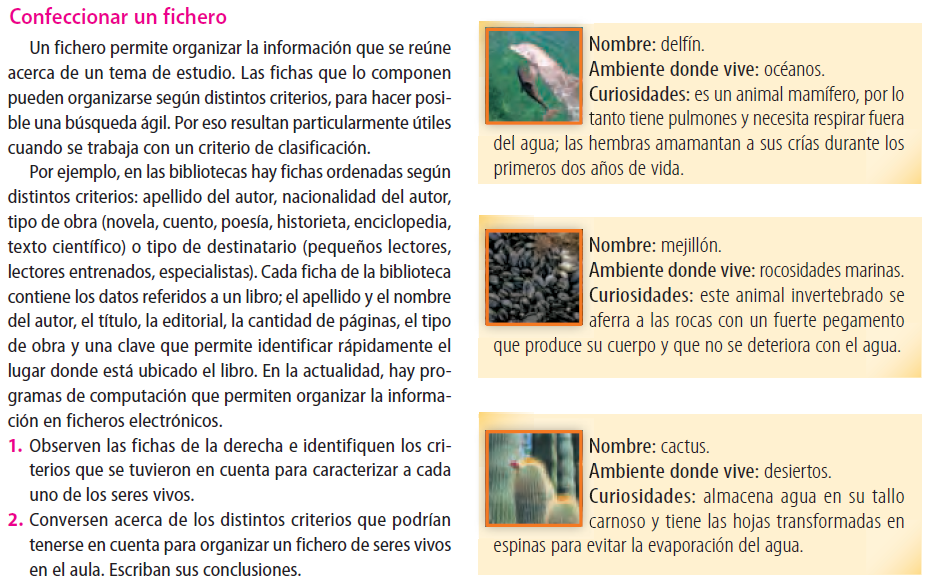 Confeccionar un fichero
Un fichero permite organizar la información que se reúne
acerca de un tema de estudio. Las fichas que lo componen
pueden organizarse según distintos criterios, para hacer posi-
ble una búsqueda ágil. Por eso resultan particularmente útiles
cuando se trabaja con un criterio de clasificación.
Por ejemplo, en las bibliotecas hay fichas ordenadas según
distintos criterios: apellido del autor, nacionalidad del autor,
tipo de obra (novela, cuento, poesía, historieta, enciclopedia,
texto científico) o tipo de destinatario (pequeños lectores,
lectores entrenados, especialistas). Cada ficha de la biblioteca
contiene los datos referidos a un libro; el apellido y el nombre
del autor, el título, la editorial, la cantidad de páginas, el tipo
de obra y una clave que permite identificar rápidamente el
lugar donde está ubicado el libro. En la actualidad, hay pro-
gramas de computación que permiten organizar la informa-
ción en ficheros electrónicos.
1. Observen las fichas de la derecha e identifiquen los cri-
terios que se tuvieron en cuenta para caracterizar a cada
uno de los seres vivos.
2. Conversen acerca de los distintos criterios que podrían
tenerse en cuenta para organizar un fichero de seres vivos
en el aula. Escriban sus conclusiones.
Nombre: delfín.
Ambiente donde vive: océanos.
Curiosidades: es un animal mamífero, por lo
tanto tiene pulmones y necesita respirar fuera
del agua; las hembras amamantan a sus crías durante los
primeros dos años de vida.
Nombre: mejillón.
Ambiente donde vive: rocosidades marinas.
Curiosidades: este animal invertebrado se
aferra a las rocas con un fuerte pegamento
que produce su cuerpo y que no se deteriora con el agua.
Nombre: cactus.
Ambiente donde vive: desiertos.
Curiosidades: almacena agua en su tallo
carnoso y tiene las hojas transformadas en
espinas para evitar la evaporación del agua.